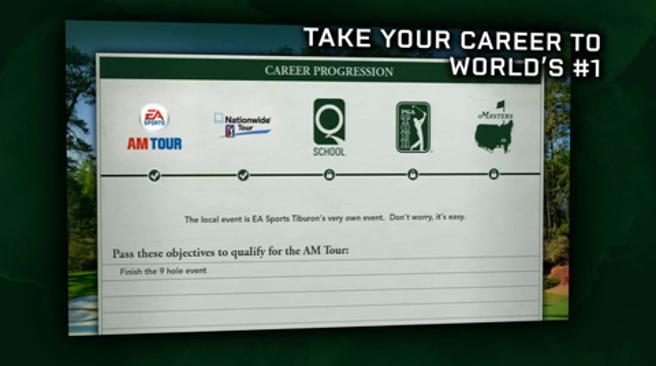 TAKE YOUR CAREER TO
WORLD'S #1
CAREER PROGRESSION
EA
SPORTS
AM TOUR
Nationwide
Tour
Q
SCHOOL
PGA
TOUR
MASTERS
The local event is EA Sports Tiburon's very own event. Don't worry, it's easy.
Pass these objectives to qualify for the AM Tour:
Finish the 9 hole event